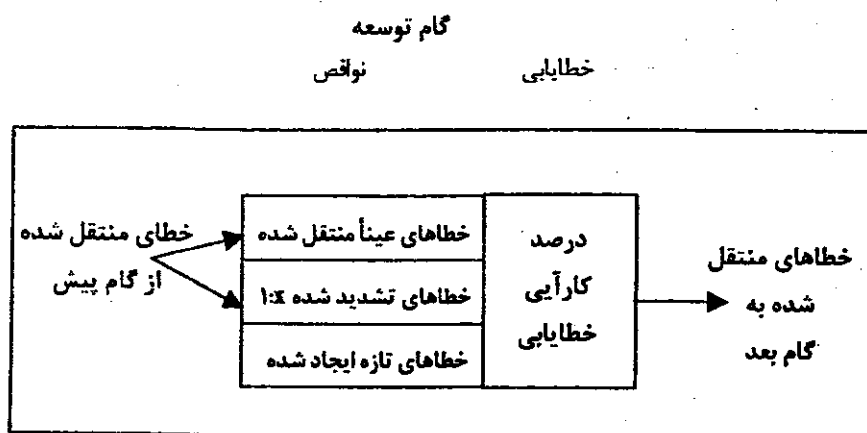 گام توسعه
خطایابی
نواقص
خطای منتقل شده
از گام پیش
خطاهای عیناً منتقل شده
خطاهای تشدید شده 1:x
خطاهای تازه ایجاد شده
درصد
کارآیی
خطایابی
خطاهای منتقل
شده به
گام بعد